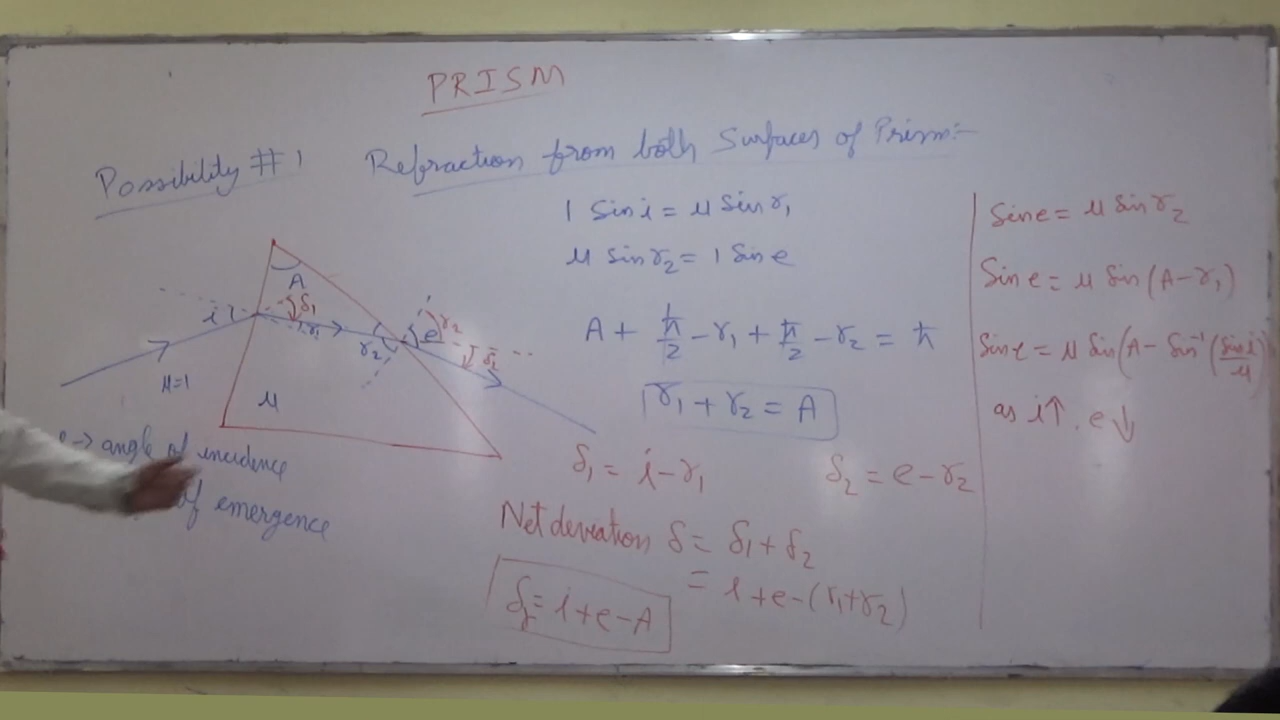 PRISM
Possibility # 1 Refraction from both Surfaces of Prism:-
1 Sin i = μ Sin r₁
μ Sin r₂ = 1 Sin e
A + π/2 - r₁ + π/2 - r₂ = π
r₁ + r₂ = A
δ₁ = i - r₁ δ₂ = e - r₂
Net deviation δ = δ₁ + δ₂
= i + e - (r₁ + r₂)
δ = i + e - A
A
i
δ₁
r₁
r₂
e
r₂
δ₂
μ=1
μ
→ angle of incidence
of emergence
Sin e = μ Sin r₂
Sin e = μ Sin (A - r₁)
Sin e = μ Sin (A - Sin⁻¹ (Sin i/μ))
as i↑, e↓